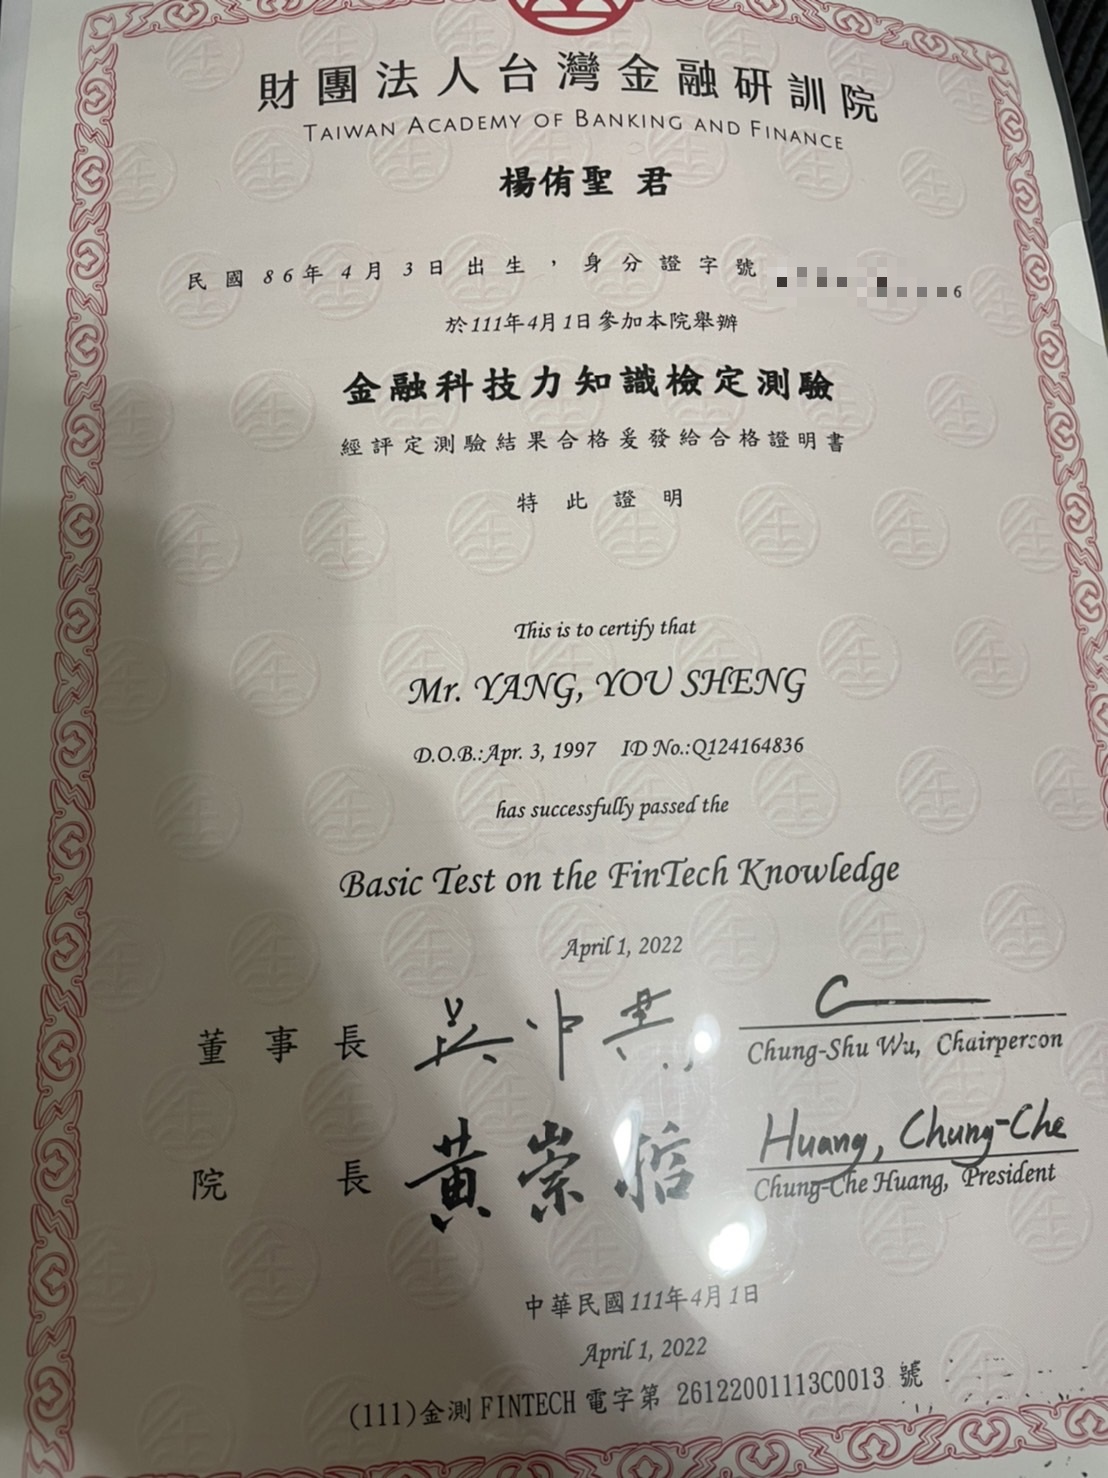 財團法人台灣金融研訓院
TAIWAN ACADEMY OF BANKING AND FINANCE
楊侑聖 君
民國86年4月3日出生,身分證字號 6
於111年4月1日參加本院舉辦
金融科技力知識檢定測驗
經評定測驗結果合格爰發給合格證明書
特此證明
This is to certify that
Mr. YANG, YOU SHENG
D.O.B.:Apr. 3, 1997 ID No.:Q124164836
has successfully passed the
Basic Test on the FinTech Knowledge
April 1, 2022
董事長 吳中書
Chung-Shu Wu, Chairperson
院長 黃崇哲 Huang, Chung-Che
Chung-Che Huang, President
中華民國111年4月1日
April 1, 2022
(111)金測 FINTECH 電字第 26122001113C0013 號